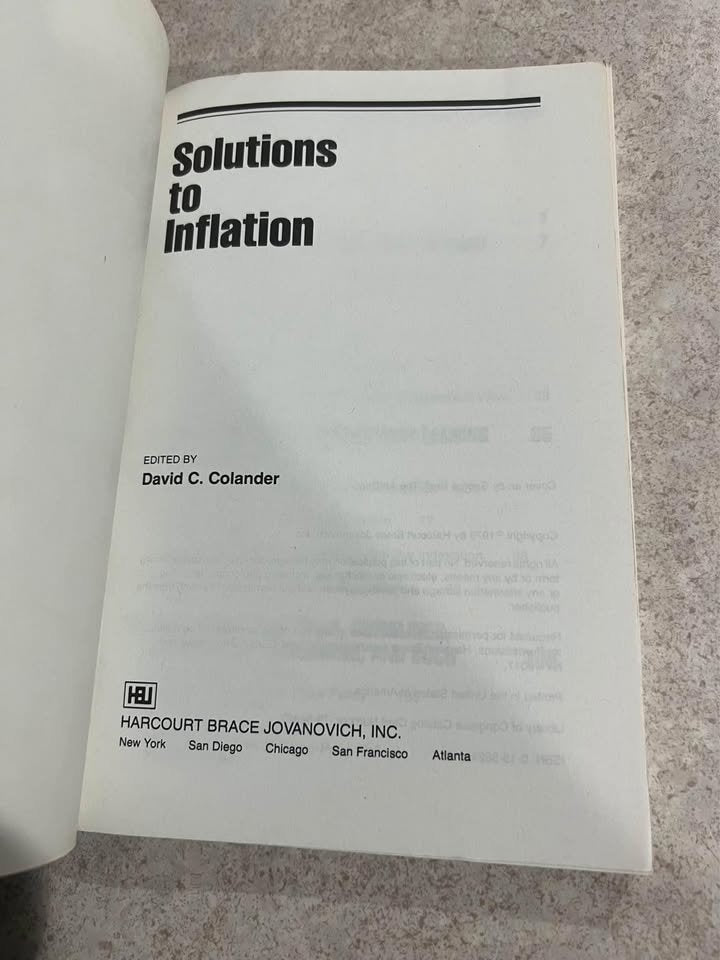 Solutions
to
Inflation
EDITED BY
David C. Colander
HBJ
HARCOURT BRACE JOVANOVICH, INC.
New York San Diego Chicago San Francisco Atlanta